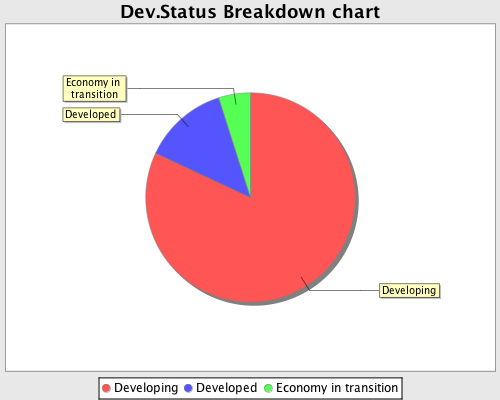 Dev.Status Breakdown chart
Economy in
transition
Developed
Developing
Developing Developed Economy in transition